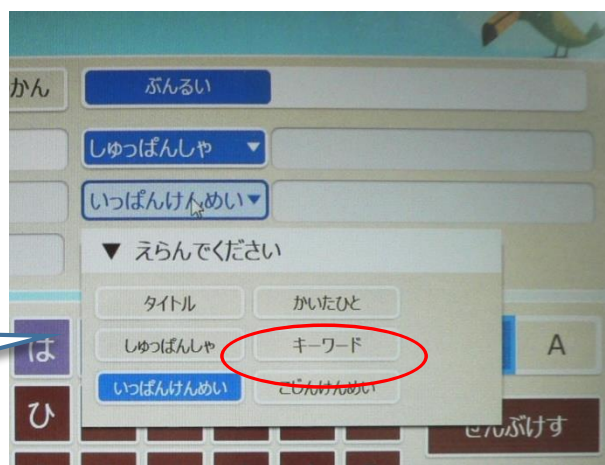 かん ぶんるい
しゅっぱんしゃ ▼
いっぱんけんめい ▼
▼ えらんでください
タイトル かいたひと
しゅっぱんしゃ キーワード
いっぱんけんめい こじんけんめい
は A
ひ ぜんぶけす